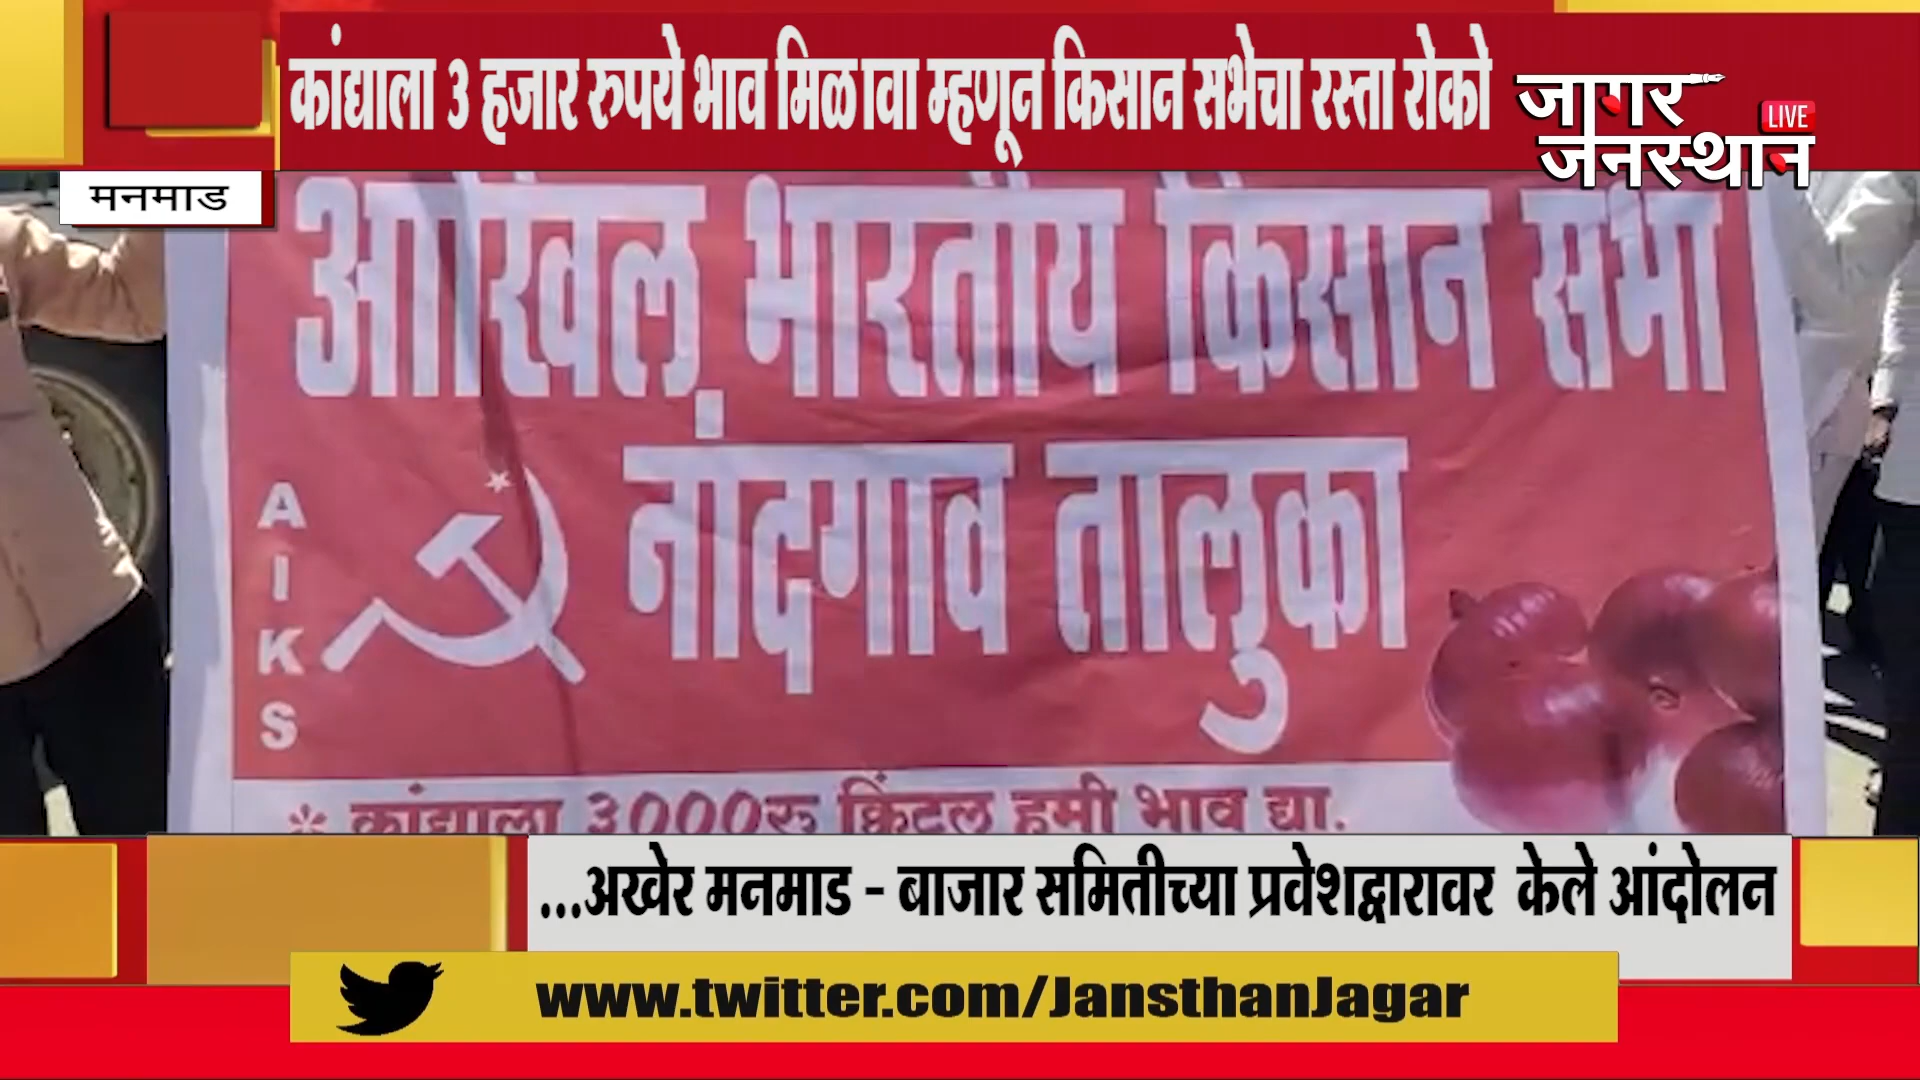 कांद्याला 3 हजार रुपये भाव मिळावा म्हणून किसान सभेचा रस्ता रोको
जागर
LIVE
जनस्थान
मनमाड
अखिल भारतीय किसान सभा
नांदगाव तालुका
AIKS
* कांद्याला 3000रु क्विंटल हमी भाव द्या.
...अखेर मनमाड - बाजार समितीच्या प्रवेशद्वारावर केले आंदोलन
www.twitter.com/JansthanJagar